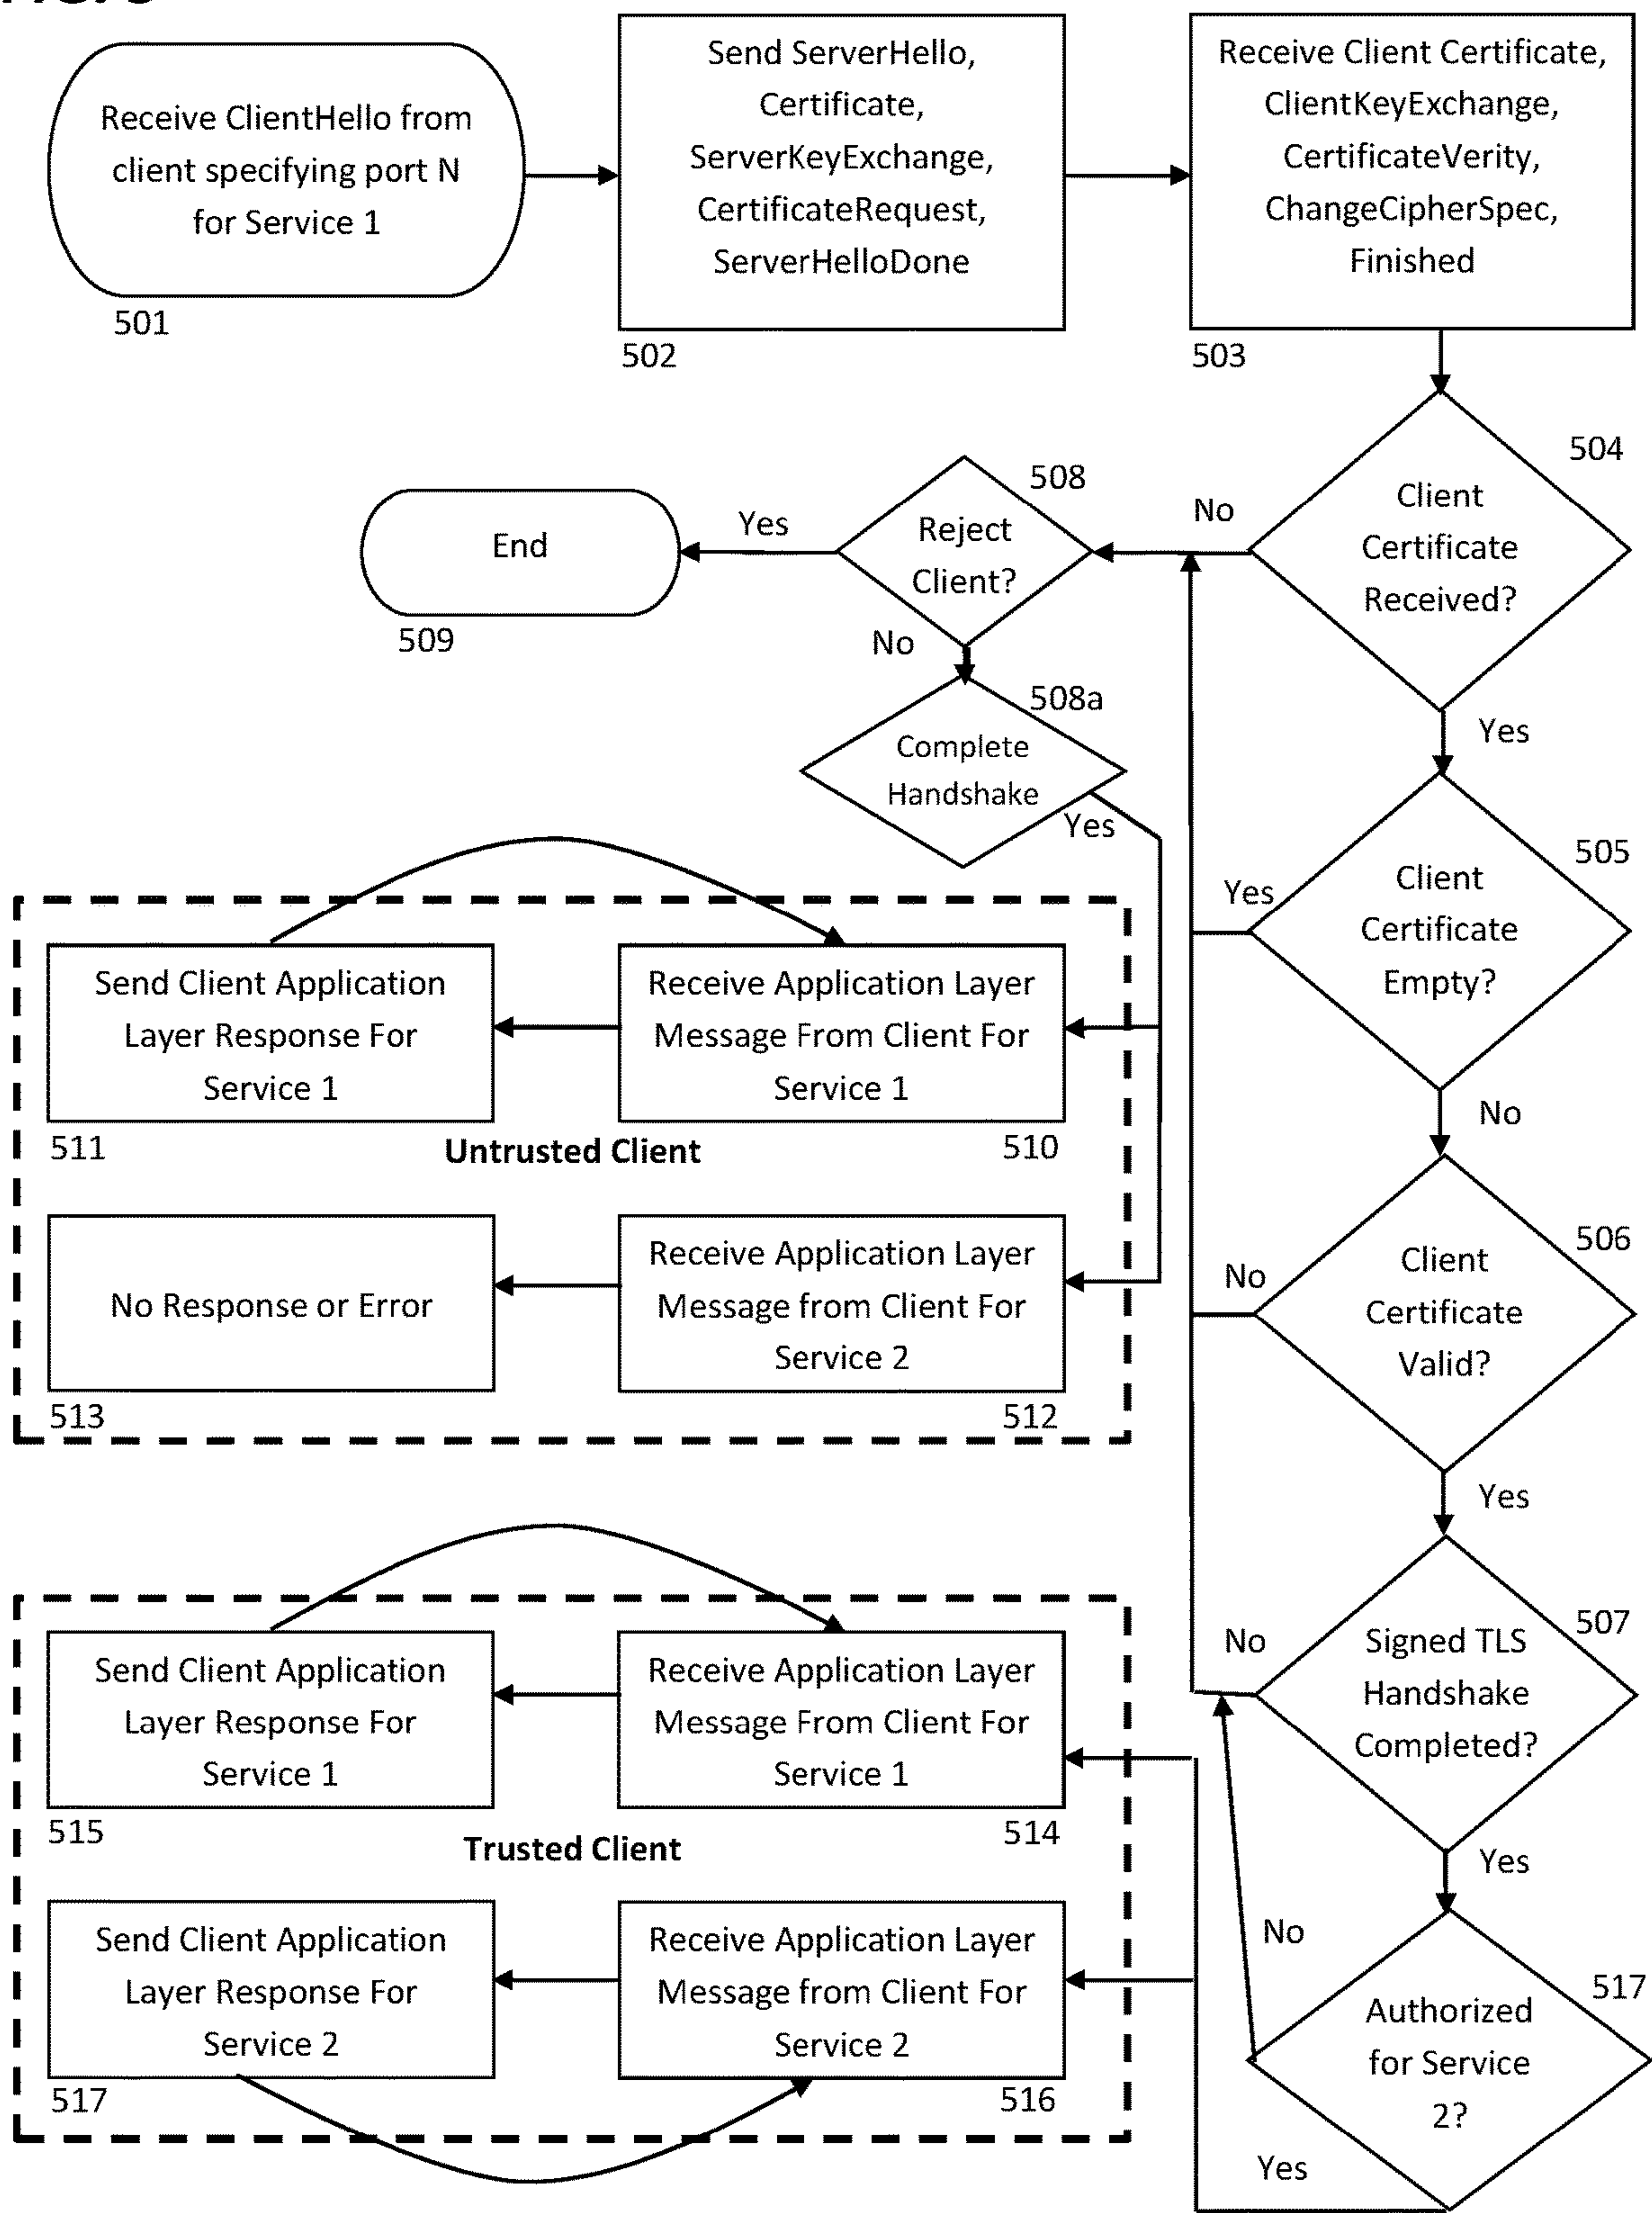 Receive ClientHello from
client specifying port N
for Service 1
501
Send ServerHello,
Certificate,
ServerKeyExchange,
CertificateRequest,
ServerHelloDone
502
Receive Client Certificate,
ClientKeyExchange,
CertificateVerity,
ChangeCipherSpec,
Finished
503
504
Client
Certificate
Received?
No
Yes
508
Reject
Client?
Yes
No
End
509
508a
Complete
Handshake
Yes
505
Client
Certificate
Empty?
Yes
No
Send Client Application
Layer Response For
Service 1
511
Receive Application Layer
Message From Client For
Service 1
510
Untrusted Client
No Response or Error
513
Receive Application Layer
Message from Client For
Service 2
512
506
Client
Certificate
Valid?
No
Yes
507
Signed TLS
Handshake
Completed?
No
Yes
Send Client Application
Layer Response For
Service 1
515
Receive Application Layer
Message From Client For
Service 1
514
Trusted Client
Send Client Application
Layer Response For
Service 2
517
Receive Application Layer
Message from Client For
Service 2
516
No
517
Authorized
for Service
2?
Yes